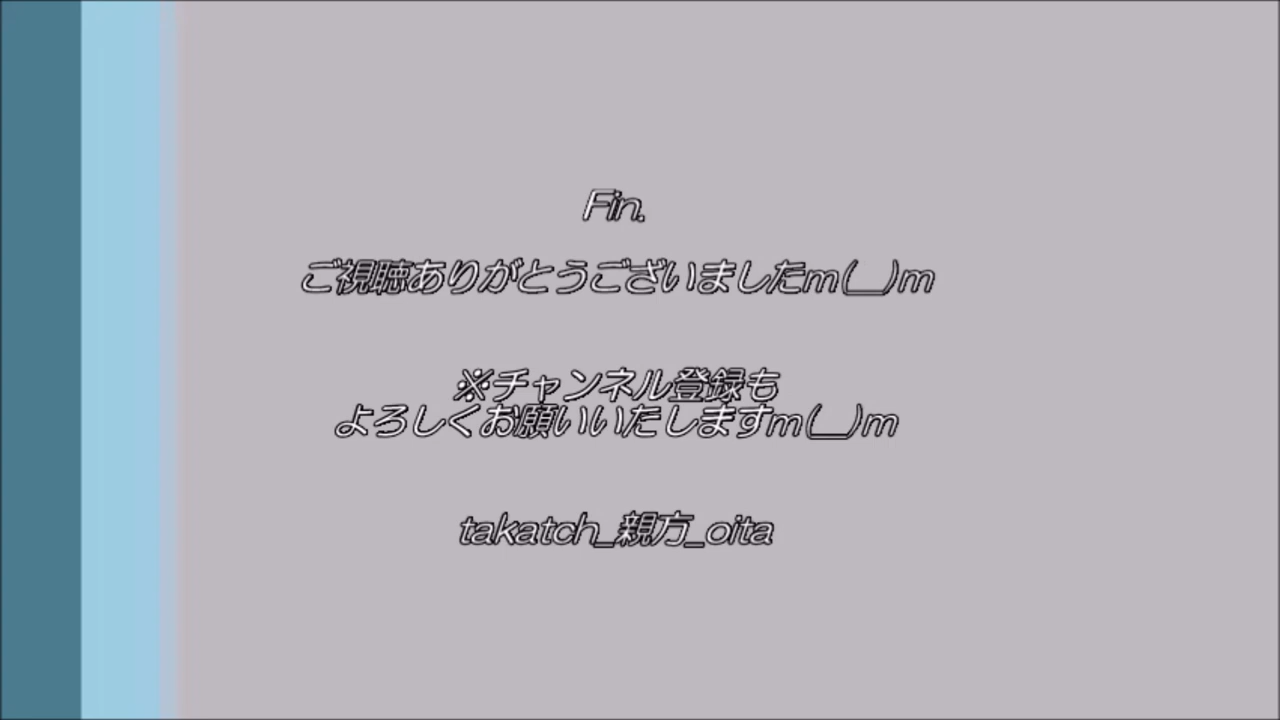 Fin.
ご視聴ありがとうございましたm(__)m
※チャンネル登録も
よろしくお願いいたしますm(__)m
takatch_親方_oita